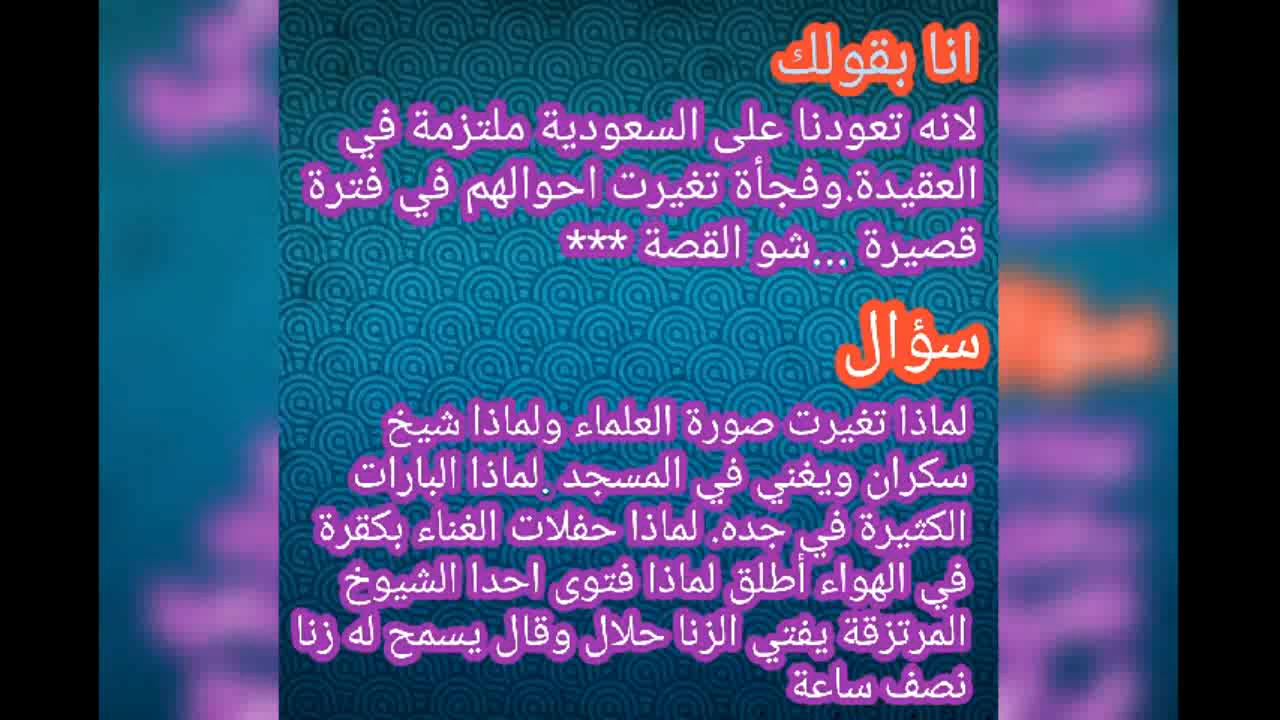 انا بقولك
لانه تعودنا على السعودية ملتزمة في
العقيدة.وفجأة تغيرت احوالهم في فترة
قصيرة ...شو القصة ***
سؤال
لماذا تغيرت صورة العلماء ولماذا شيخ
سكران ويغني في المسجد .لماذا البارات
الكثيرة في جده. لماذا حفلات الغناء بكقرة
في الهواء أطلق لماذا فتوى احدا الشيوخ
المرتزقة يفتي الزنا حلال وقال يسمح له زنا
نصف ساعة